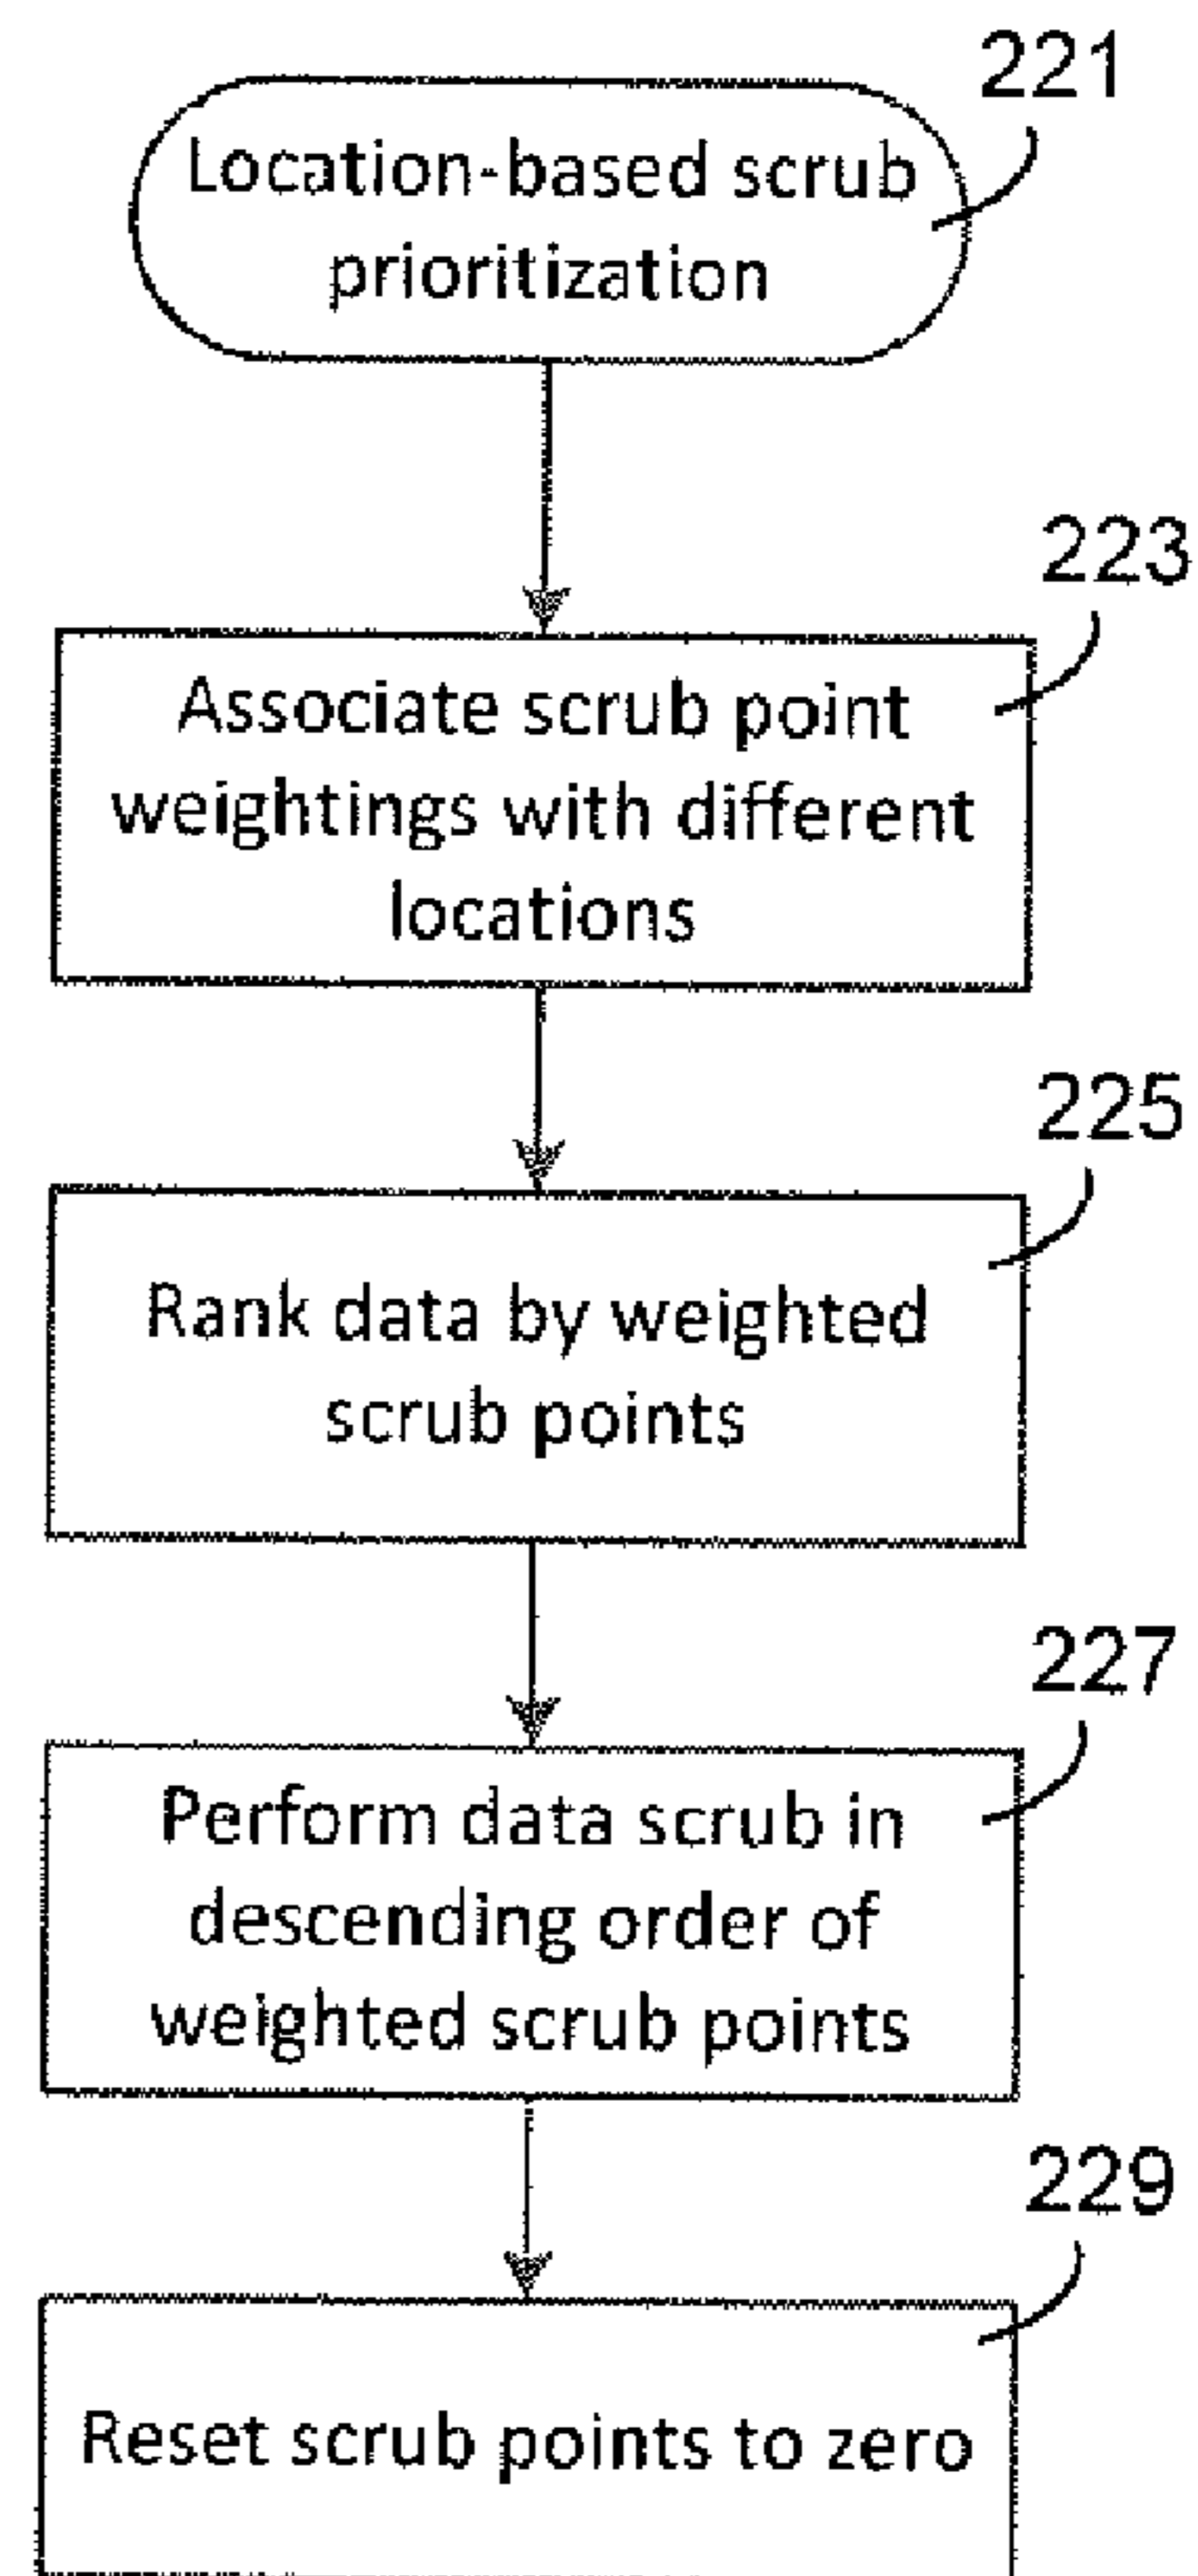 221
Location-based scrub
prioritization
223
Associate scrub point
weightings with different
locations
225
Rank data by weighted
scrub points
227
Perform data scrub in
descending order of
weighted scrub points
229
Reset scrub points to zero